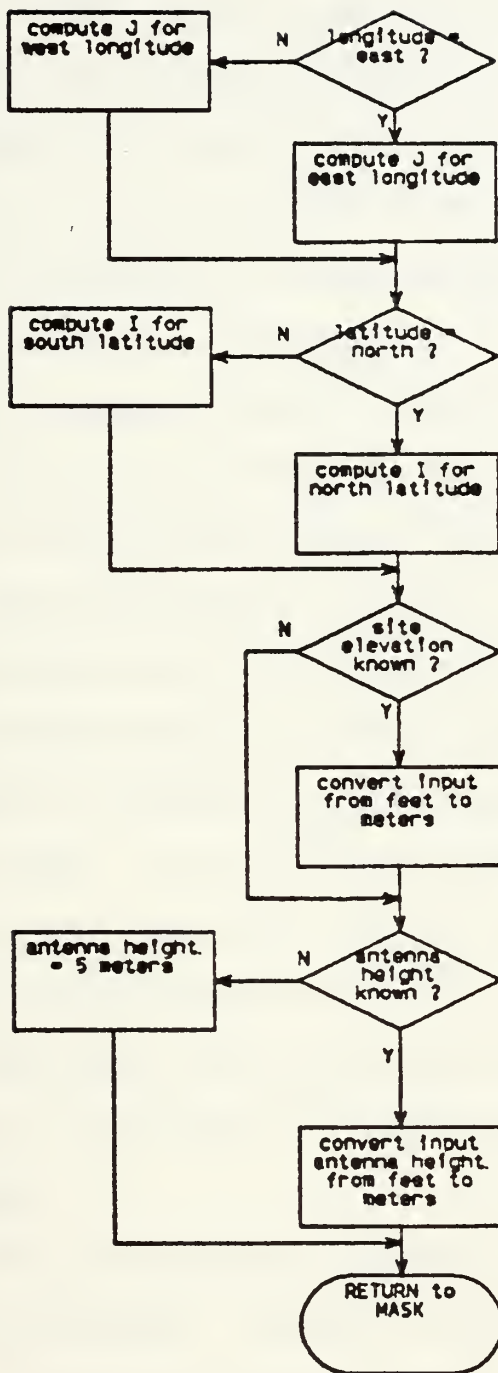 compute J for
west longitude
N
longitude =
east ?
Y
compute J for
east longitude
compute I for
south latitude
N
latitude =
north ?
Y
compute I for
north latitude
N
site
elevation
known ?
Y
convert input
from feet to
meters
antenna height
= 5 meters
N
antenna
height
known ?
Y
convert input
antenna height
from feet to
meters
RETURN to
MASK